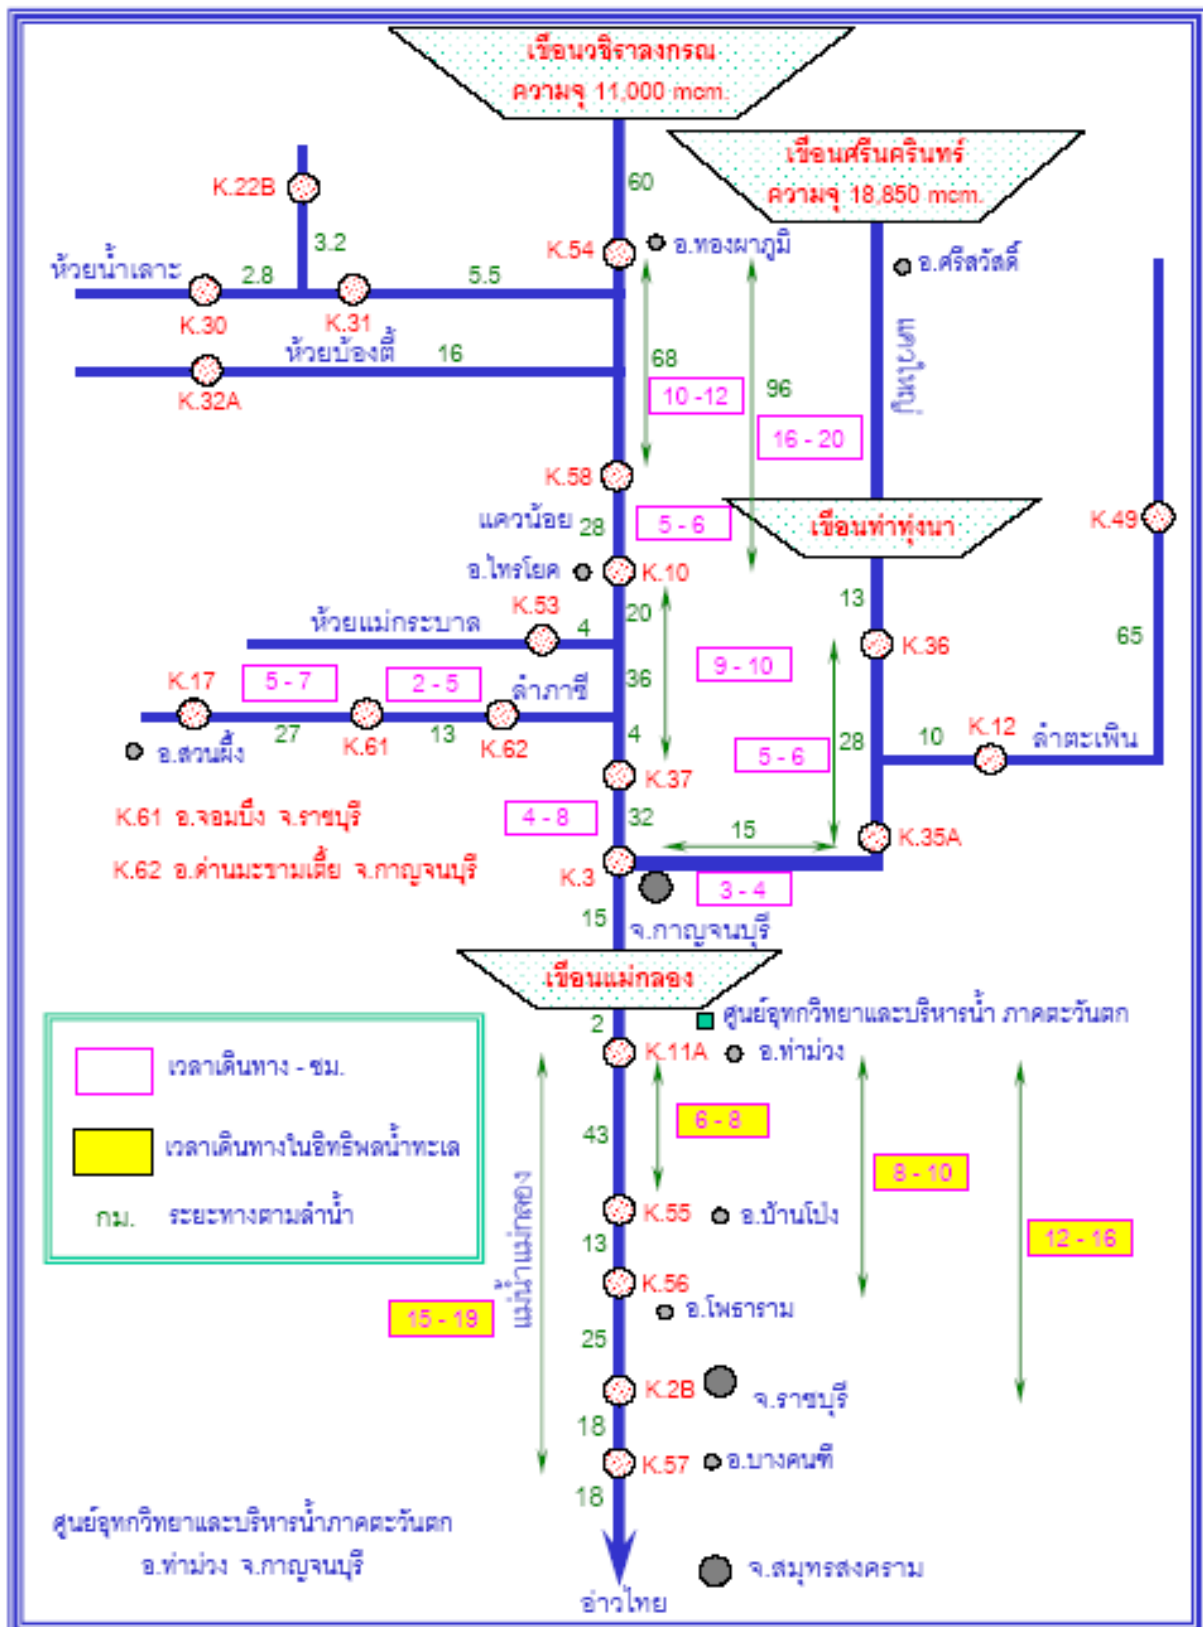 เขื่อนวชิราลงกรณ
ความจุ 11,000 mcm.
เขื่อนศรีนครินทร์
ความจุ 18,850 mcm.
60
K.22B
3.2
K.54
อ.ทองผาภูมิ
อ.ศรีสวัสดิ์
ห้วยน้ำเลาะ
2.8
5.5
K.30
K.31
ห้วยบ้องตี้
16
K.32A
68
10 -12
96
16 - 20
แควใหญ่
K.58
แควน้อย
28
5 - 6
เขื่อนท่าทุ่งนา
K.49
อ.ไทรโยค
K.10
K.53
20
13
ห้วยแม่กระบาล
4
K.36
65
K.17
5 - 7
2 - 5
ลำภาชี
36
9 - 10
27
K.61
13
K.62
4
5 - 6
28
10
K.12
ลำตะเพิน
อ.สวนผึ้ง
K.37
K.61 อ.จอมบึง จ.ราชบุรี
4 - 8
32
15
K.35A
K.62 อ.ด่านมะขามเตี้ย จ.กาญจนบุรี
K.3
3 - 4
15
จ.กาญจนบุรี
เขื่อนแม่กลอง
2
ศูนย์อุทกวิทยาและบริหารน้ำ ภาคตะวันตก
K.11A
อ.ท่าม่วง
เวลาเดินทาง - ชม.
เวลาเดินทางในอิทธิพลน้ำทะเล
กม.
ระยะทางตามลำน้ำ
43
6 - 8
8 - 10
แม่น้ำแม่กลอง
K.55
อ.บ้านโป่ง
12 - 16
13
K.56
อ.โพธาราม
15 - 19
25
K.2B
จ.ราชบุรี
18
K.57
อ.บางคนที
18
ศูนย์อุทกวิทยาและบริหารน้ำภาคตะวันตก
อ.ท่าม่วง จ.กาญจนบุรี
จ.สมุทรสงคราม
อ่าวไทย